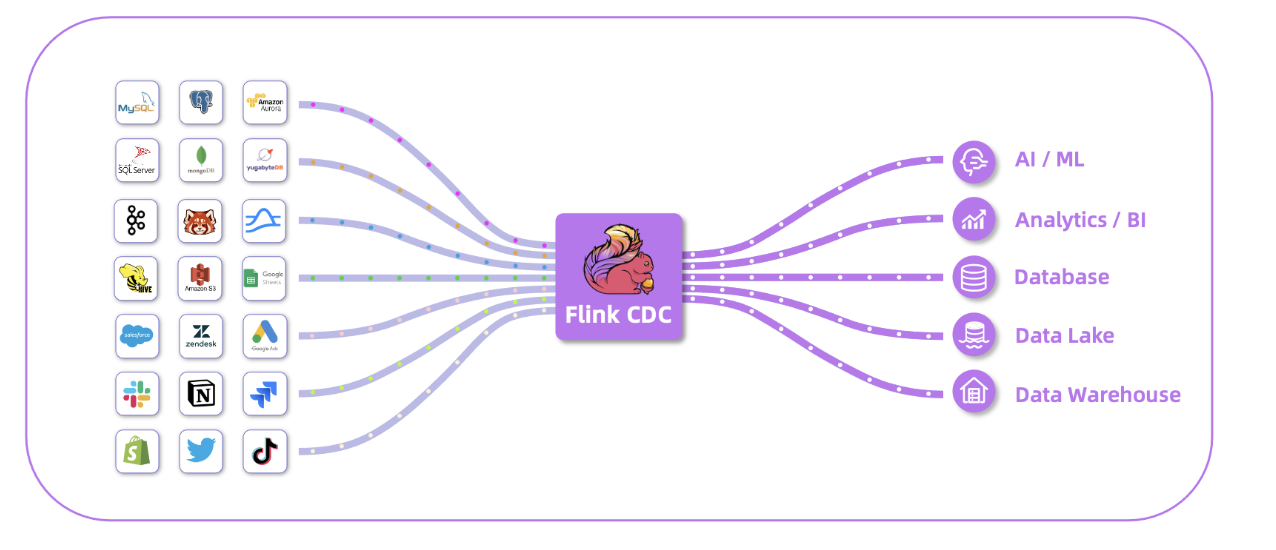 MySQL
Amazon
Aurora
SQL Server
mongoDB
yugabyteDB
HIVE
Amazon S3
Google
Sheets
salesforce
zendesk
Google Ads
N
S
Flink CDC
AI / ML
Analytics / BI
Database
Data Lake
Data Warehouse